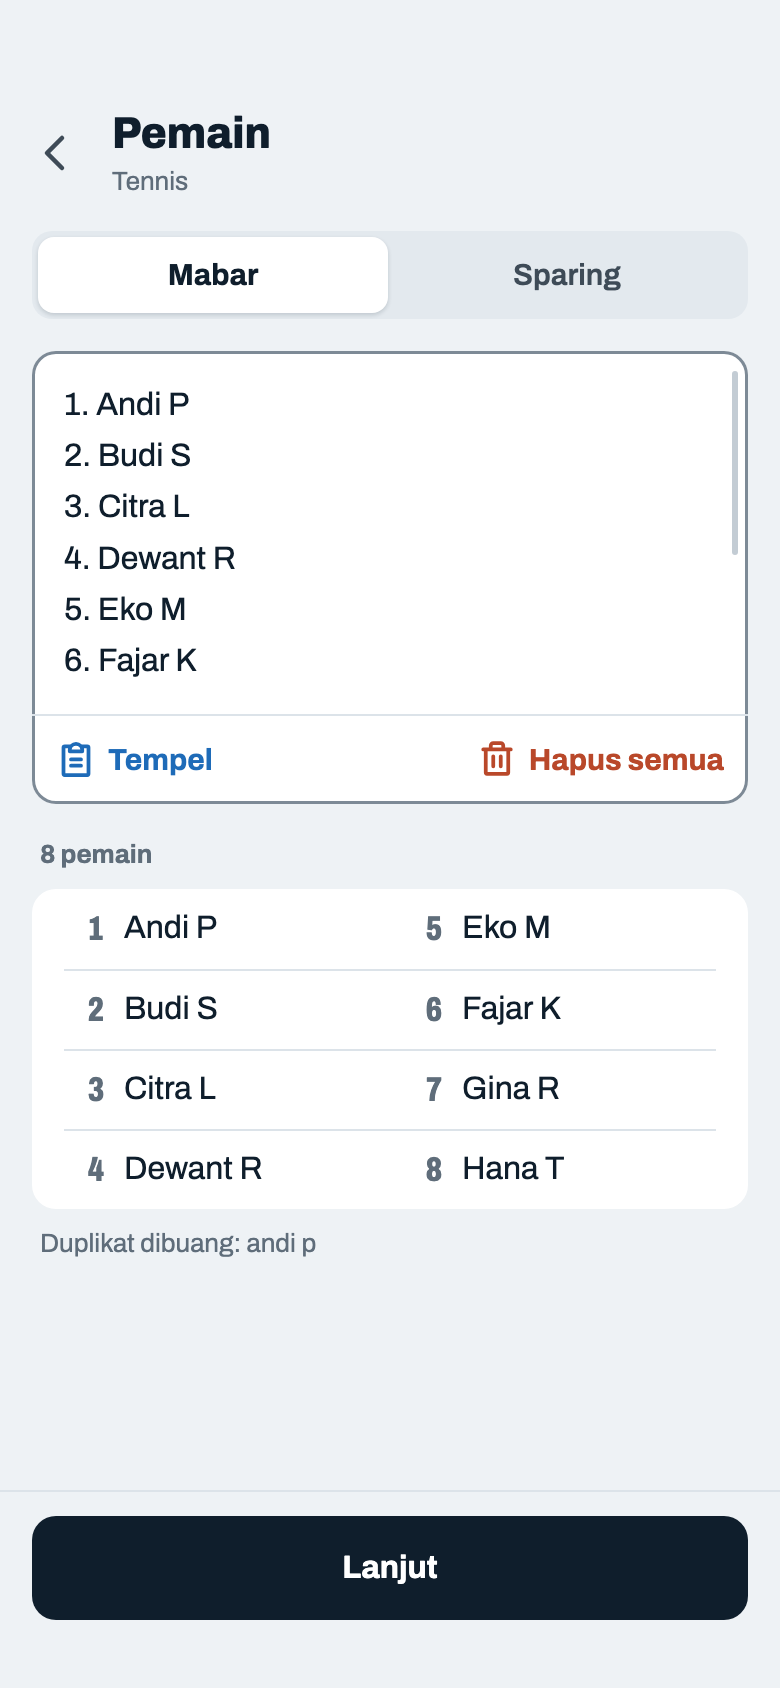 Pemain
Tennis
Mabar
Sparing
1. Andi P
2. Budi S
3. Citra L
4. Dewant R
5. Eko M
6. Fajar K
Tempel
Hapus semua
8 pemain
1 Andi P
5 Eko M
2 Budi S
6 Fajar K
3 Citra L
7 Gina R
4 Dewant R
8 Hana T
Duplikat dibuang: andi p
Lanjut